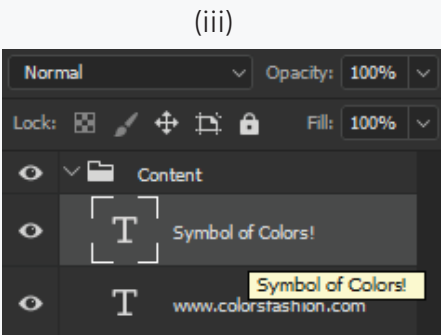 (iii)
Normal Opacity: 100%
Lock: Fill: 100%
Content
T Symbol of Colors!
Symbol of Colors!
T www.colorsfashion.com